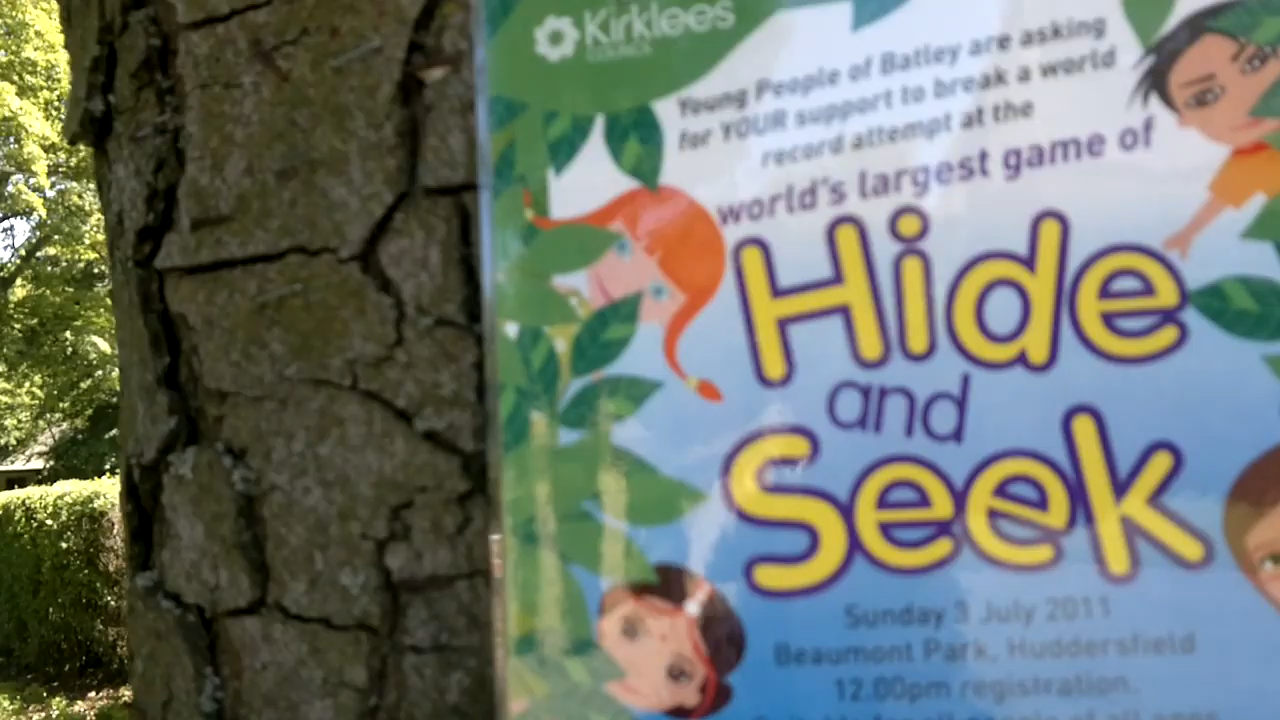 Kirklees
COUNCIL
Young People of Batley are asking
for YOUR support to break a world
record attempt at the
world's largest game of
Hide
and
Seek
Sunday 3 July 2011
Beaumont Park, Huddersfield
12.00pm registration.